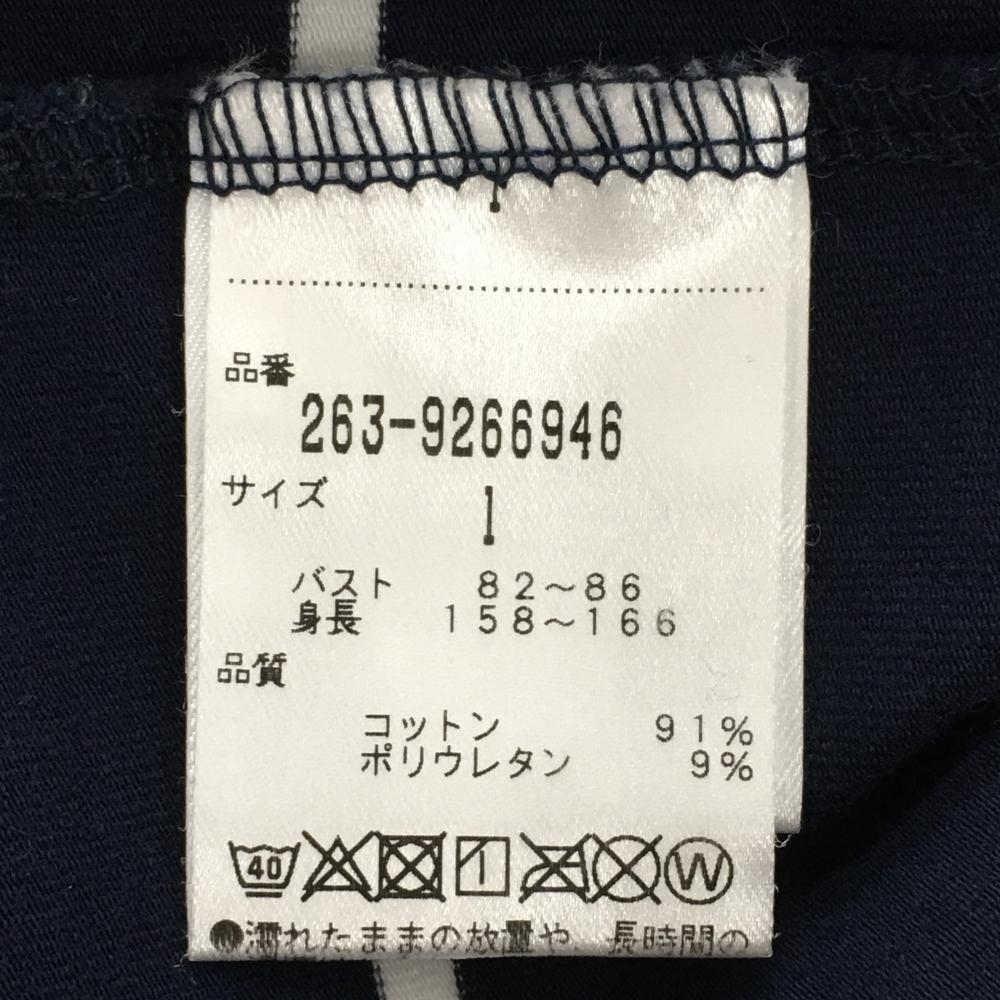 品番
263-9266946
サイズ
1
バスト 82～86
身長 158～166
品質
コットン 91%
ポリウレタン 9%
40 W
●濡れたままの放置や、長時間の